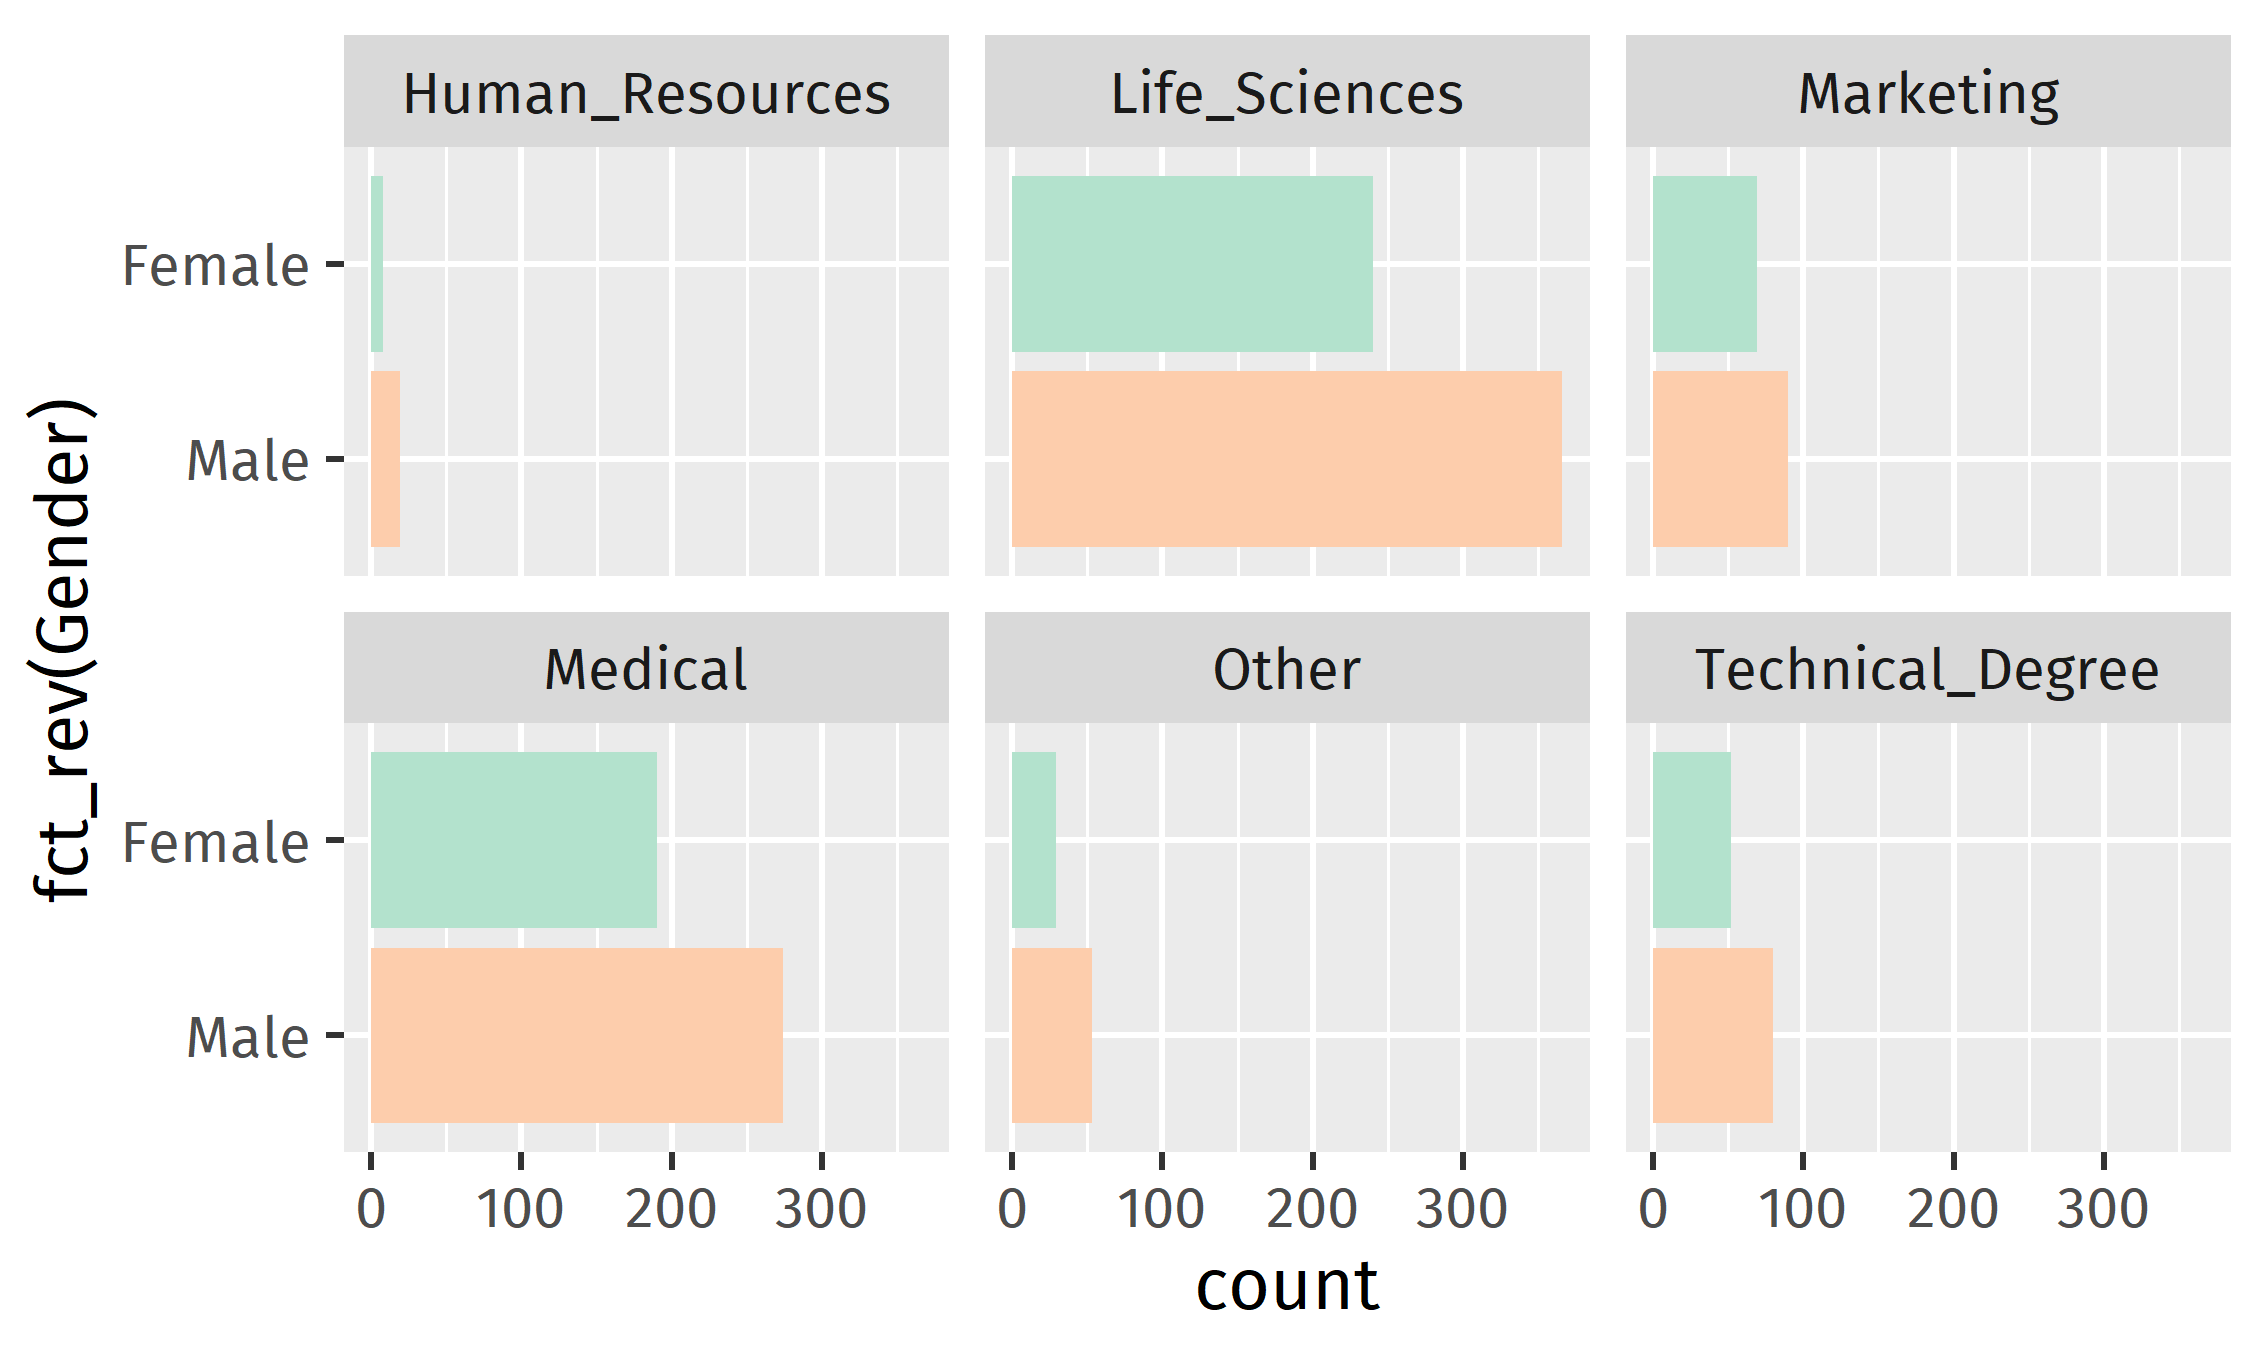 Human_Resources
Life_Sciences
Marketing
Female
Male
Medical
Other
Technical_Degree
Female
Male
0 100 200 300
0 100 200 300
0 100 200 300
count
fct_rev(Gender)